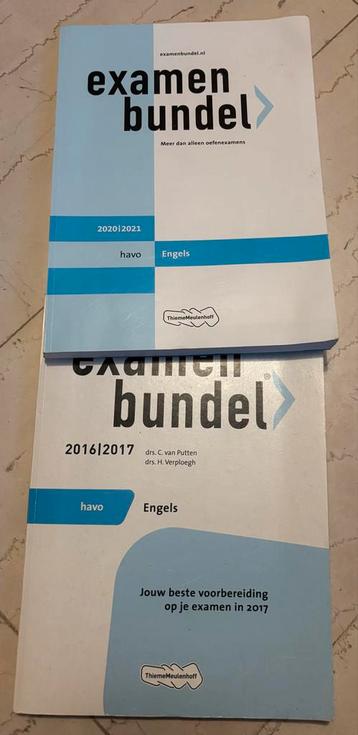 examenbundel.nl
examen
bundel
Meer dan alleen oefenexamens
2020|2021
havo
Engels
ThiemeMeulenhoff
examen
bundel
®
2016|2017
drs. C. van Putten
drs. H. Verploegh
havo
Engels
Jouw beste voorbereiding
op je examen in 2017
ThiemeMeulenhoff